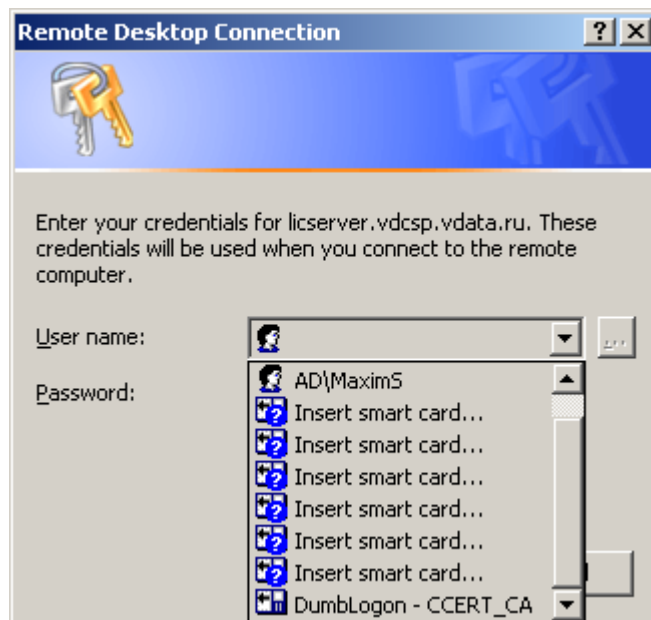 Remote Desktop Connection
Enter your credentials for licserver.vdcsp.vdata.ru. These
credentials will be used when you connect to the remote
computer.
User name:
...
AD\MaximS
Password:
Insert smart card...
Insert smart card...
Insert smart card...
Insert smart card...
Insert smart card...
Insert smart card...
DumbLogon - CCERT_CA